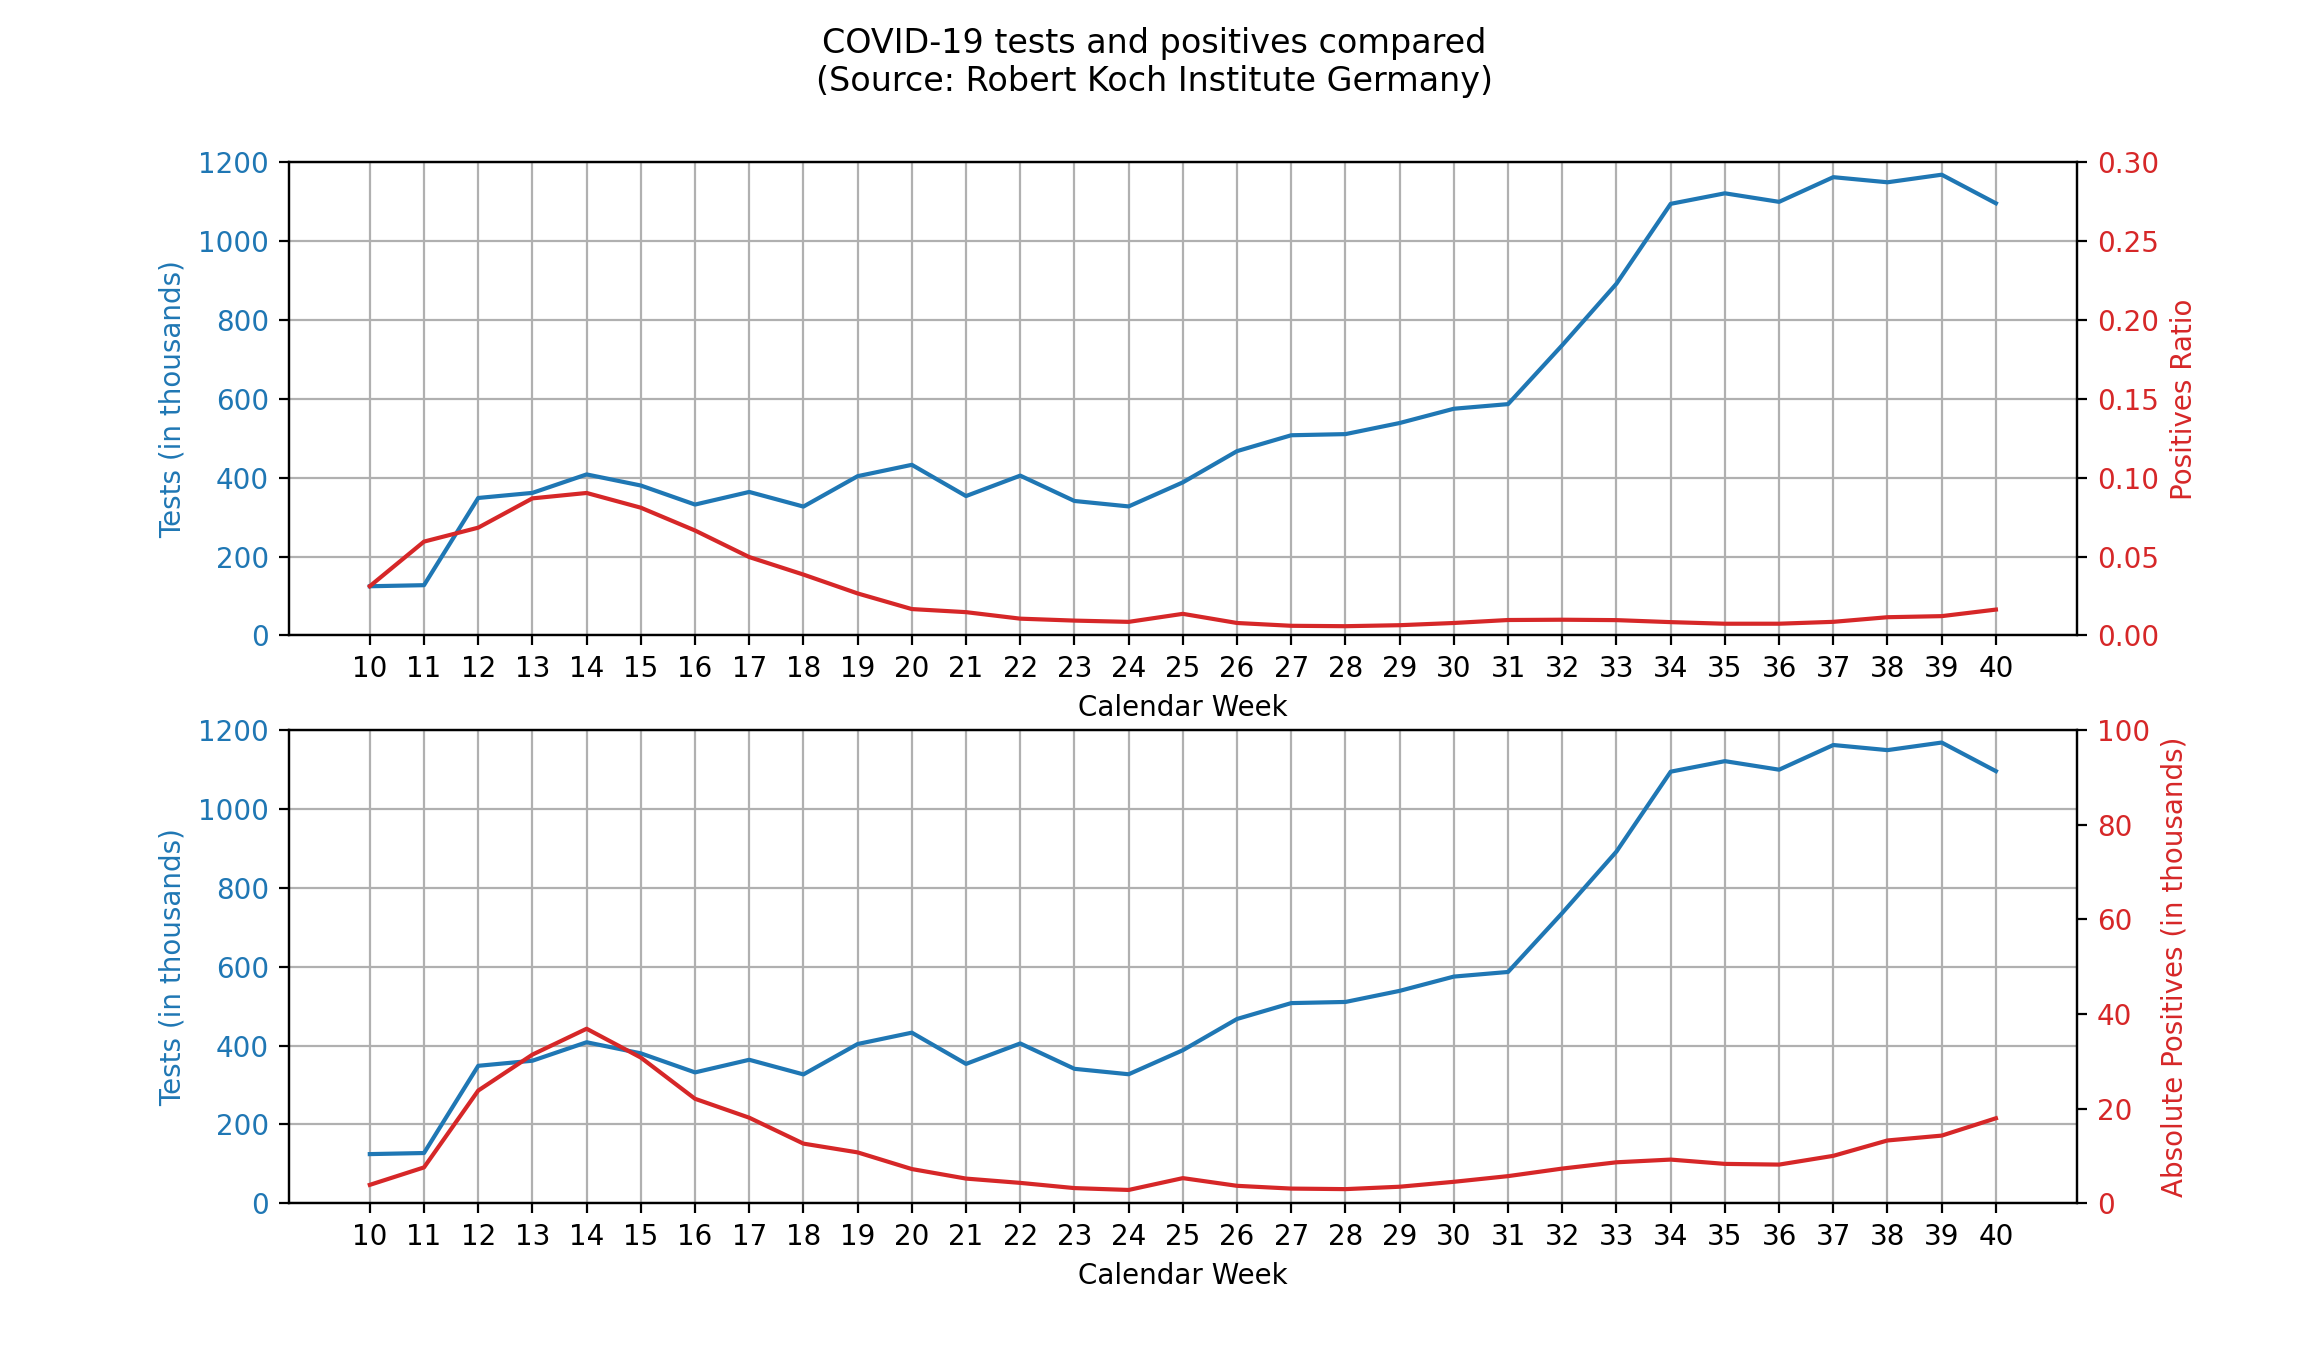 COVID-19 tests and positives compared
(Source: Robert Koch Institute Germany)
1200
1000
800
600
400
200
0
Tests (in thousands)
0.30
0.25
0.20
0.15
0.10
0.05
0.00
Positives Ratio
10 11 12 13 14 15 16 17 18 19 20 21 22 23 24 25 26 27 28 29 30 31 32 33 34 35 36 37 38 39 40
Calendar Week
1200
1000
800
600
400
200
0
Tests (in thousands)
100
80
60
40
20
0
Absolute Positives (in thousands)
10 11 12 13 14 15 16 17 18 19 20 21 22 23 24 25 26 27 28 29 30 31 32 33 34 35 36 37 38 39 40
Calendar Week